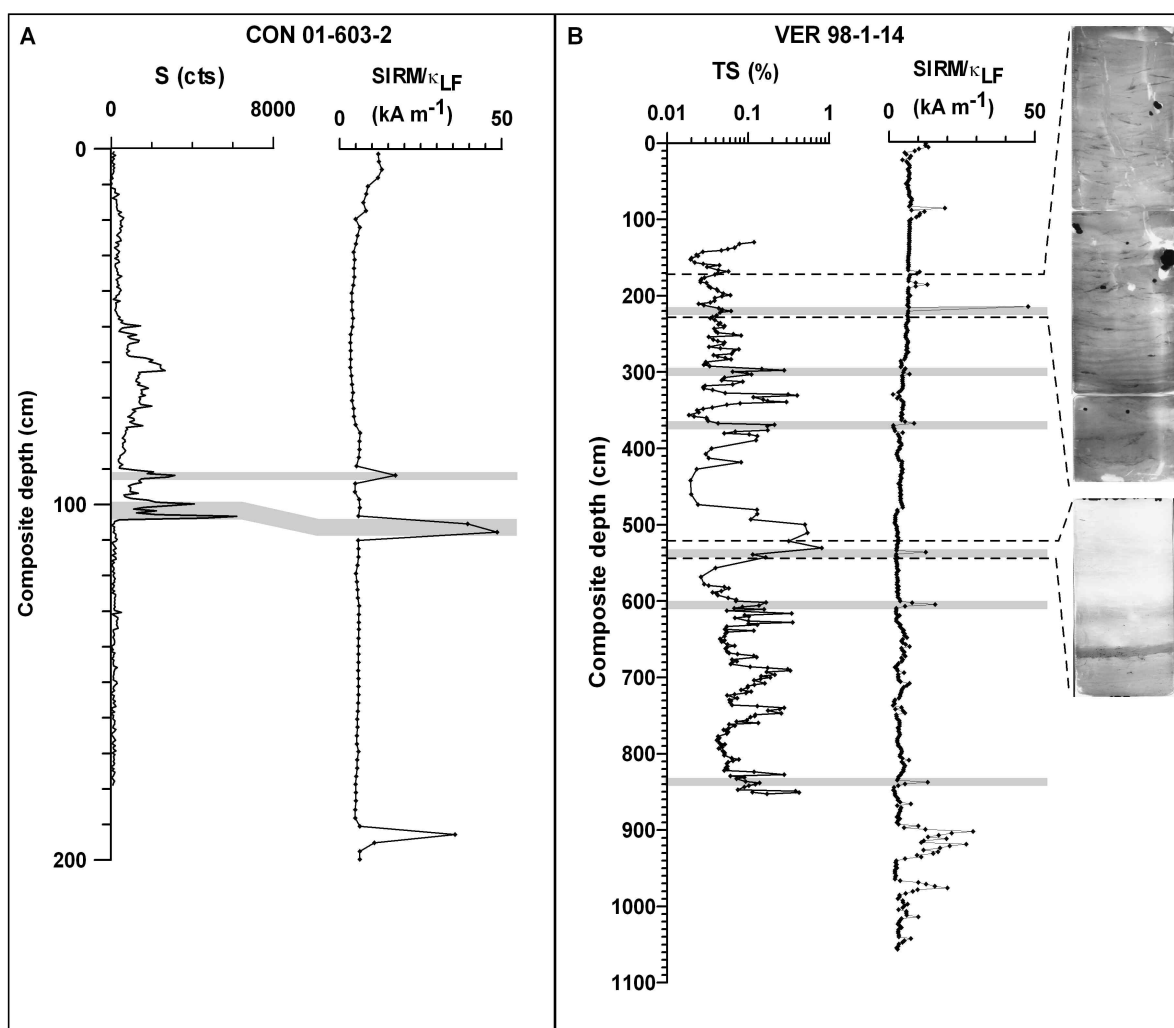 A
CON 01-603-2
S (cts)
SIRM/κLF
(kA m-1)
0
8000
0
50
0
100
200
Composite depth (cm)
B
VER 98-1-14
TS (%)
SIRM/κLF
(kA m-1)
0.01
0.1
1
0
50
0
100
200
300
400
500
600
700
800
900
1000
1100
Composite depth (cm)